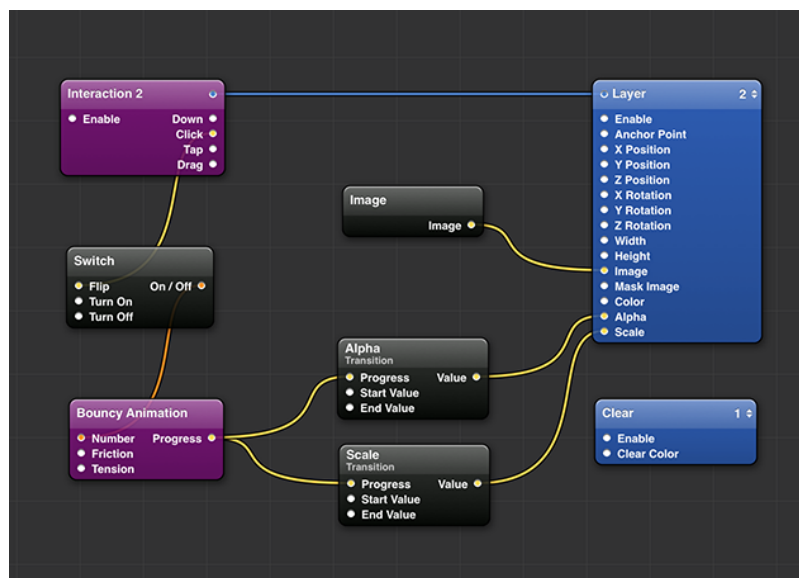 Interaction 2
Enable Down
Click
Tap
Drag
Layer 2
Enable
Anchor Point
X Position
Y Position
Z Position
X Rotation
Y Rotation
Z Rotation
Width
Height
Image
Mask Image
Color
Alpha
Scale
Image
Image
Switch
Flip On / Off
Turn On
Turn Off
Alpha
Transition
Progress Value
Start Value
End Value
Bouncy Animation
Number Progress
Friction
Tension
Scale
Transition
Progress Value
Start Value
End Value
Clear 1
Enable
Clear Color